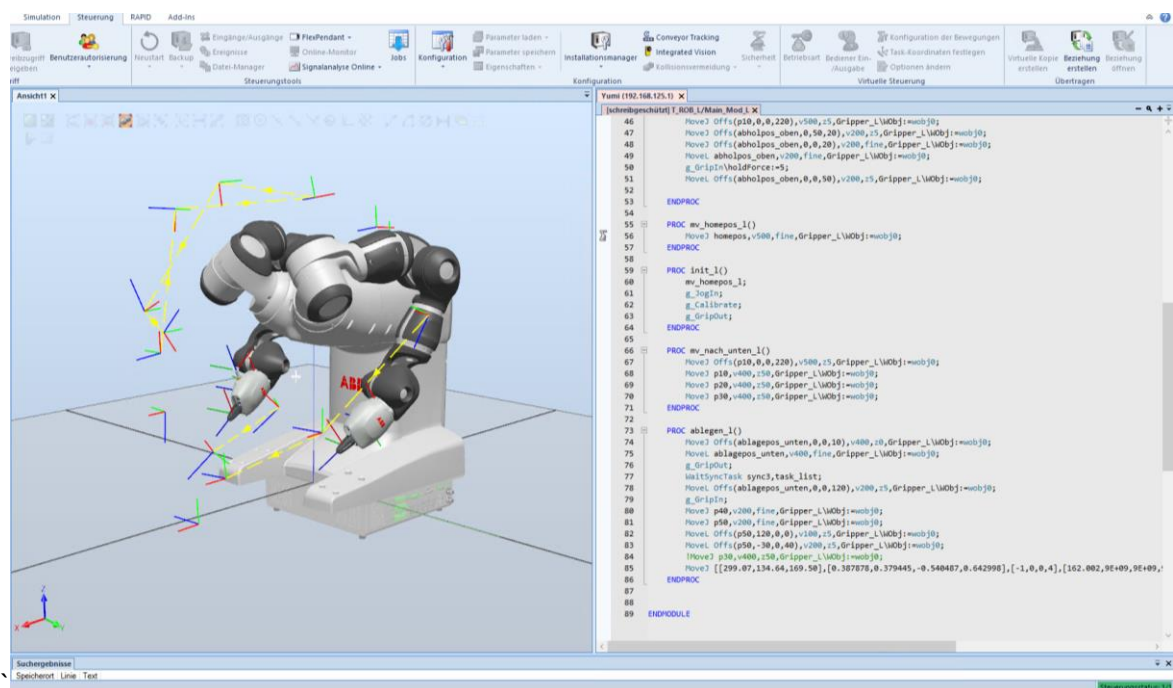 Simulation Steuerung RAPID Add-Ins
Eingänge/Ausgänge FlexPendant Parameter laden Conveyor Tracking Konfiguration der Bewegungen
Benutzerautorisierung Neustart Backup Ereignisse Online-Monitor Jobs Konfiguration Parameter speichern Installationsmanager Integrated Vision Sicherheit Betriebsart Bediener Ein-/Ausgabe Task-Koordinaten festlegen Virtuelle Kopie erstellen Beziehung erstellen Beziehung öffnen
Datei-Manager Signalanalyse Online Eigenschaften Kollisionsvermeidung Optionen ändern
Steuerungstools Konfiguration Virtuelle Steuerung Übertragen
Ansicht1 X
Yumi (192.168.125.1) X
[schreibgeschützt] T_ROB_L/Main_Mod_L X
46 MoveJ Offs(p10,0,0,220),v500,z5,Gripper_L\WObj:=wobj0;
47 MoveJ Offs(abholpos_oben,0,50,20),v200,z5,Gripper_L\WObj:=wobj0;
48 MoveJ Offs(abholpos_oben,0,0,20),v200,fine,Gripper_L\WObj:=wobj0;
49 MoveL abholpos_oben,v200,fine,Gripper_L\WObj:=wobj0;
50 g_GripIn\holdForce:=5;
51 MoveL Offs(abholpos_oben,0,0,50),v200,z5,Gripper_L\WObj:=wobj0;
52
53 ENDPROC
54
55 PROC mv_homepos_l()
56 MoveJ homepos,v500,fine,Gripper_L\WObj:=wobj0;
57 ENDPROC
58
59 PROC init_l()
60 mv_homepos_l;
61 g_JogIn;
62 g_Calibrate;
63 g_GripOut;
64 ENDPROC
65
66 PROC mv_nach_unten_l()
67 MoveJ Offs(p10,0,0,220),v500,z5,Gripper_L\WObj:=wobj0;
68 MoveJ p10,v400,z50,Gripper_L\WObj:=wobj0;
69 MoveJ p20,v400,z50,Gripper_L\WObj:=wobj0;
70 MoveJ p30,v400,z50,Gripper_L\WObj:=wobj0;
71 ENDPROC
72
73 PROC ablegen_l()
74 MoveJ Offs(ablagepos_unten,0,0,10),v400,z0,Gripper_L\WObj:=wobj0;
75 MoveL ablagepos_unten,v400,fine,Gripper_L\WObj:=wobj0;
76 g_GripOut;
77 WaitSyncTask sync3,task_list;
78 MoveL Offs(ablagepos_unten,0,0,120),v200,z5,Gripper_L\WObj:=wobj0;
79 g_GripIn;
80 MoveJ p40,v200,fine,Gripper_L\WObj:=wobj0;
81 MoveJ p50,v200,fine,Gripper_L\WObj:=wobj0;
82 MoveL Offs(p50,120,0,0),v100,z5,Gripper_L\WObj:=wobj0;
83 MoveL Offs(p50,-30,0,40),v200,z5,Gripper_L\WObj:=wobj0;
84 !MoveJ p30,v400,z50,Gripper_L\WObj:=wobj0;
85 MoveJ [[299.07,134.64,169.50],[0.387878,0.379445,-0.540487,0.642998],[-1,0,0,4],[162.002,9E+09,9E+09,
86 ENDPROC
87
88
89 ENDMODULE
ABB
Z
X
Y
Suchergebnisse
Speicherort Linie Text